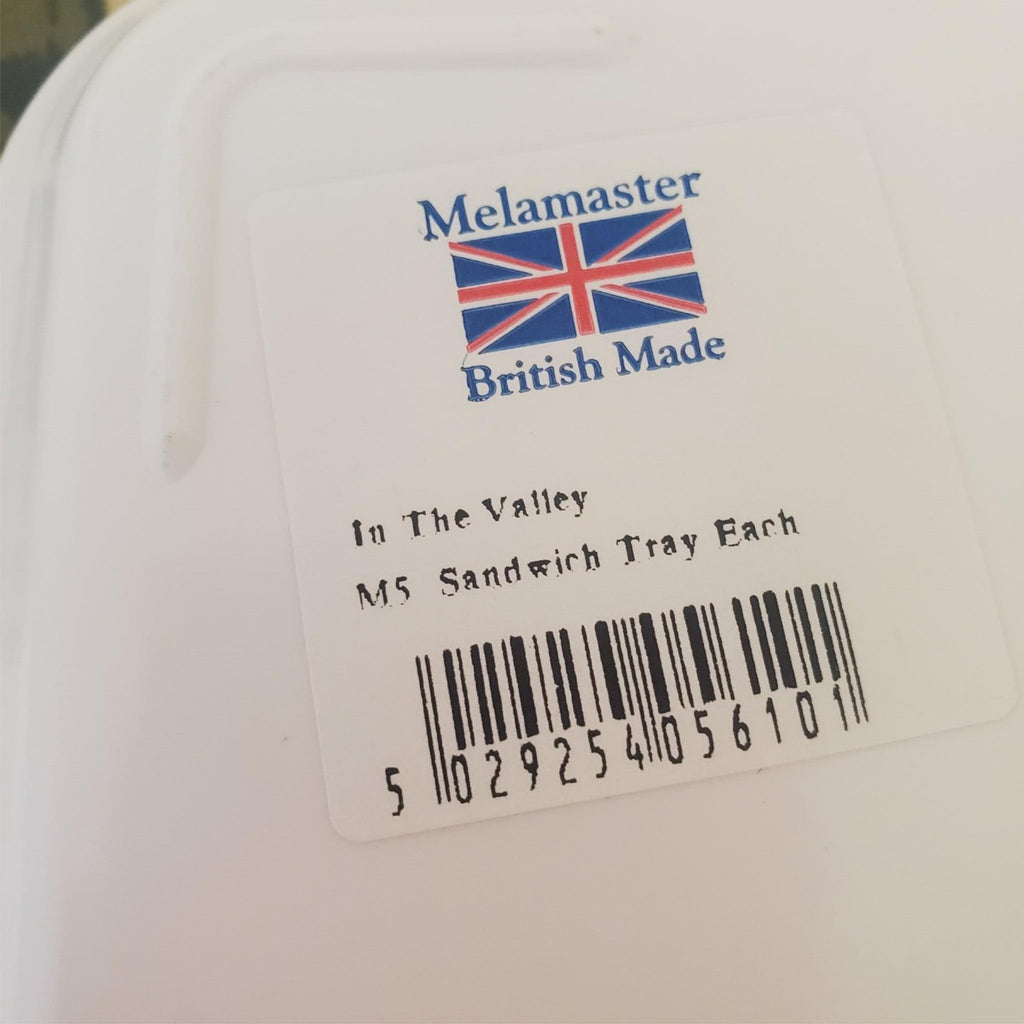 Melamaster
British Made
In The Valley
M5 Sandwich Tray Each
5 029254 056101